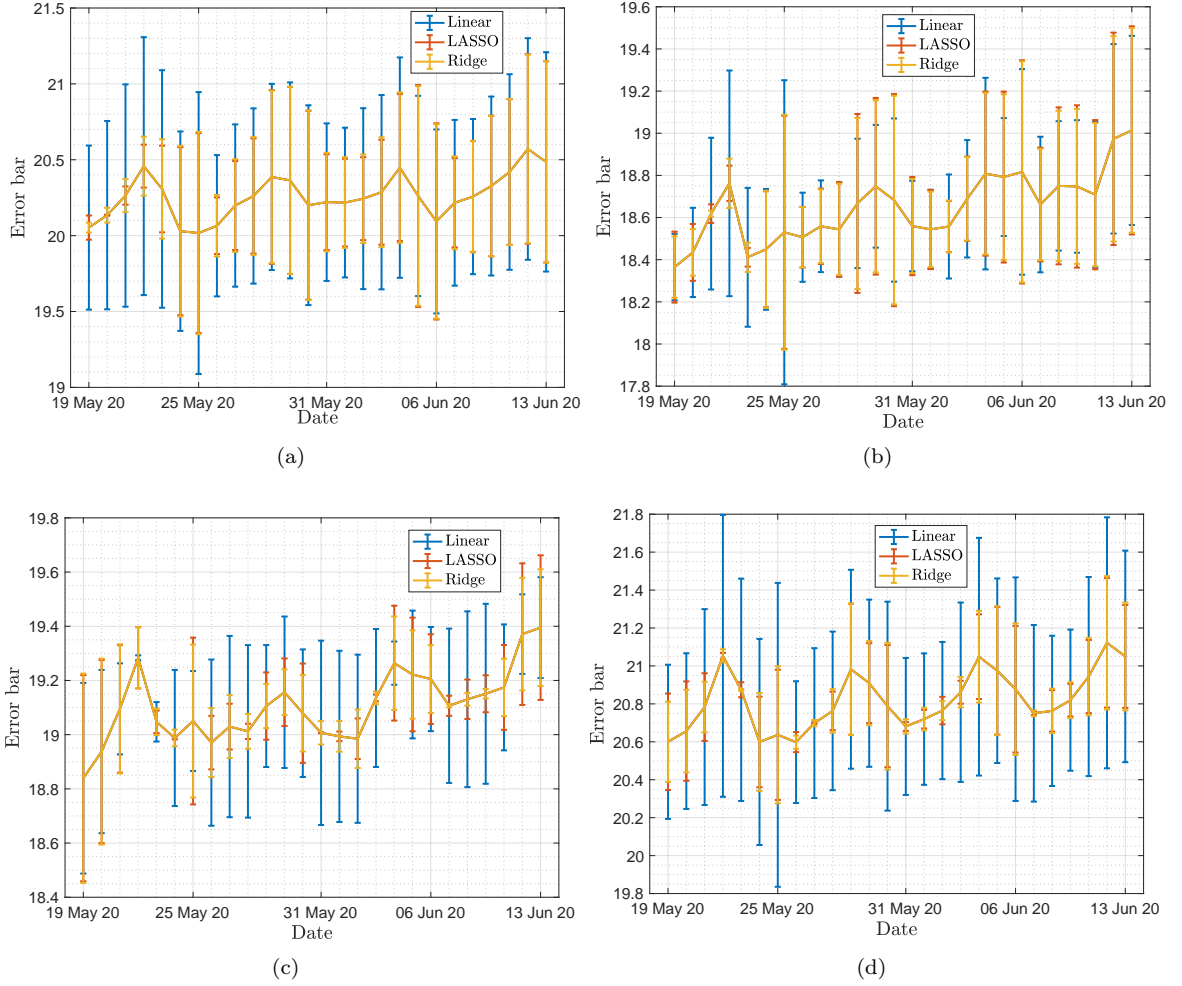 21.5
21
20.5
20
19.5
19
Error bar
Linear
LASSO
Ridge
19 May 20
25 May 20
31 May 20
06 Jun 20
13 Jun 20
Date
(a)
19.6
19.4
19.2
19
18.8
18.6
18.4
18.2
18
17.8
Error bar
Linear
LASSO
Ridge
19 May 20
25 May 20
31 May 20
06 Jun 20
13 Jun 20
Date
(b)
19.8
19.6
19.4
19.2
19
18.8
18.6
18.4
Error bar
Linear
LASSO
Ridge
19 May 20
25 May 20
31 May 20
06 Jun 20
13 Jun 20
Date
(c)
21.8
21.6
21.4
21.2
21
20.8
20.6
20.4
20.2
20
19.8
Error bar
Linear
LASSO
Ridge
19 May 20
25 May 20
31 May 20
06 Jun 20
13 Jun 20
Date
(d)